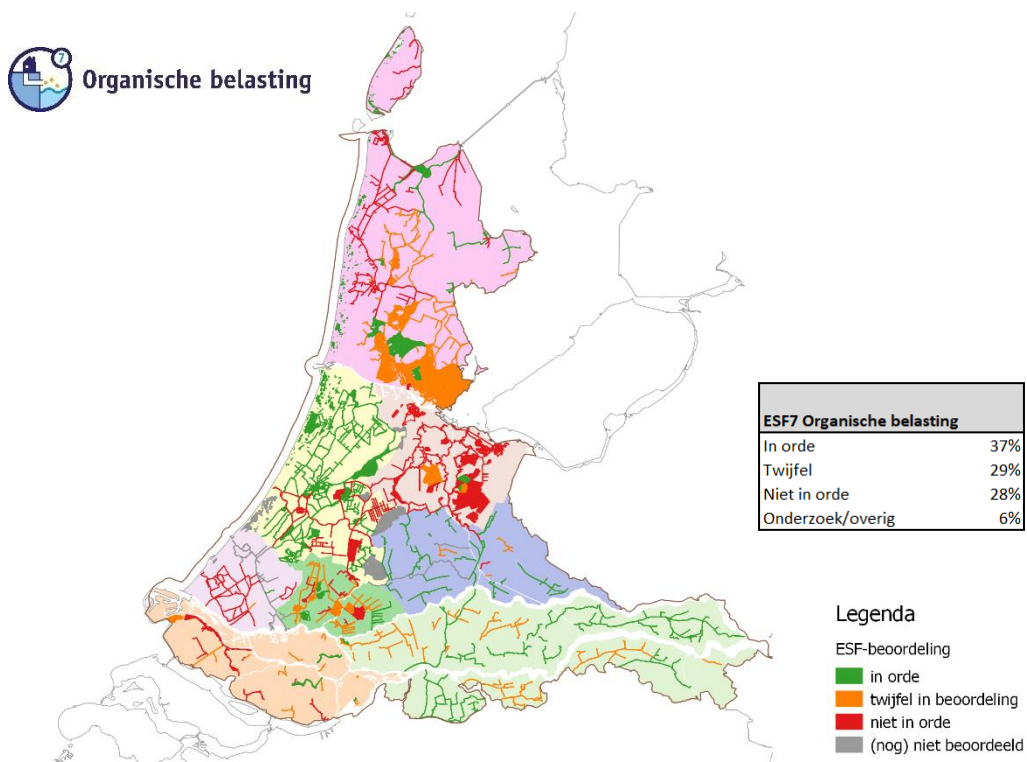 7
Organische belasting
ESF7 Organische belasting
In orde 37%
Twijfel 29%
Niet in orde 28%
Onderzoek/overig 6%
Legenda
ESF-beoordeling
in orde
twijfel in beoordeling
niet in orde
(nog) niet beoordeeld